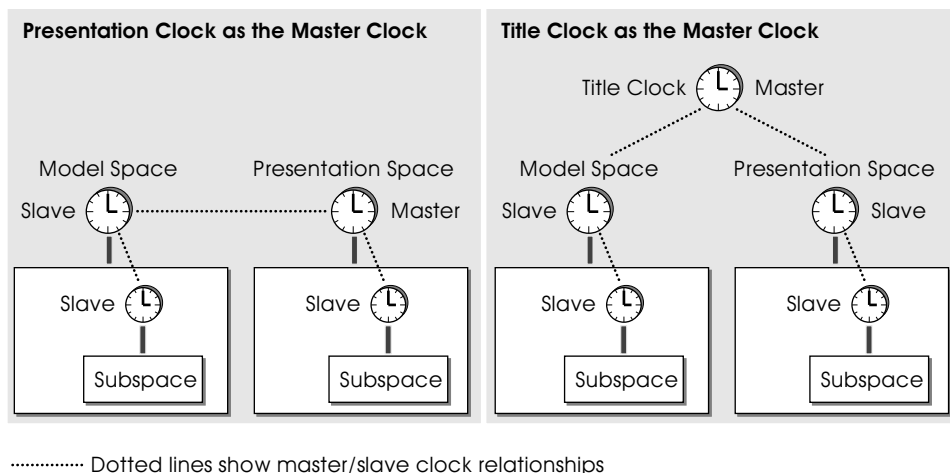 Presentation Clock as the Master Clock
Model Space
Presentation Space
Slave
Master
Slave
Slave
Subspace
Subspace
Title Clock as the Master Clock
Title Clock
Master
Model Space
Presentation Space
Slave
Slave
Slave
Slave
Subspace
Subspace
Dotted lines show master/slave clock relationships